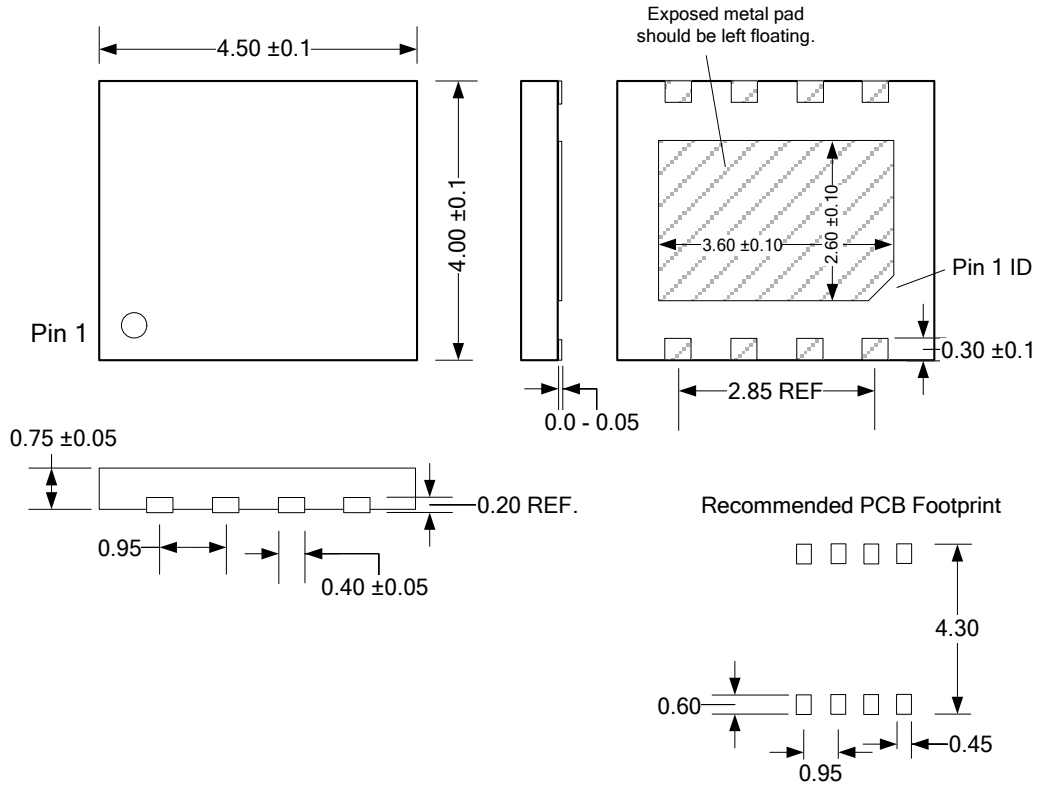 Exposed metal pad
should be left floating.
4.50 ±0.1
4.00 ±0.1
2.60 ±0.10
3.60 ±0.10
Pin 1 ID
Pin 1
0.30 ±0.1
2.85 REF
0.0 - 0.05
0.75 ±0.05
0.20 REF.
Recommended PCB Footprint
0.95
0.40 ±0.05
4.30
0.60
0.45
0.95